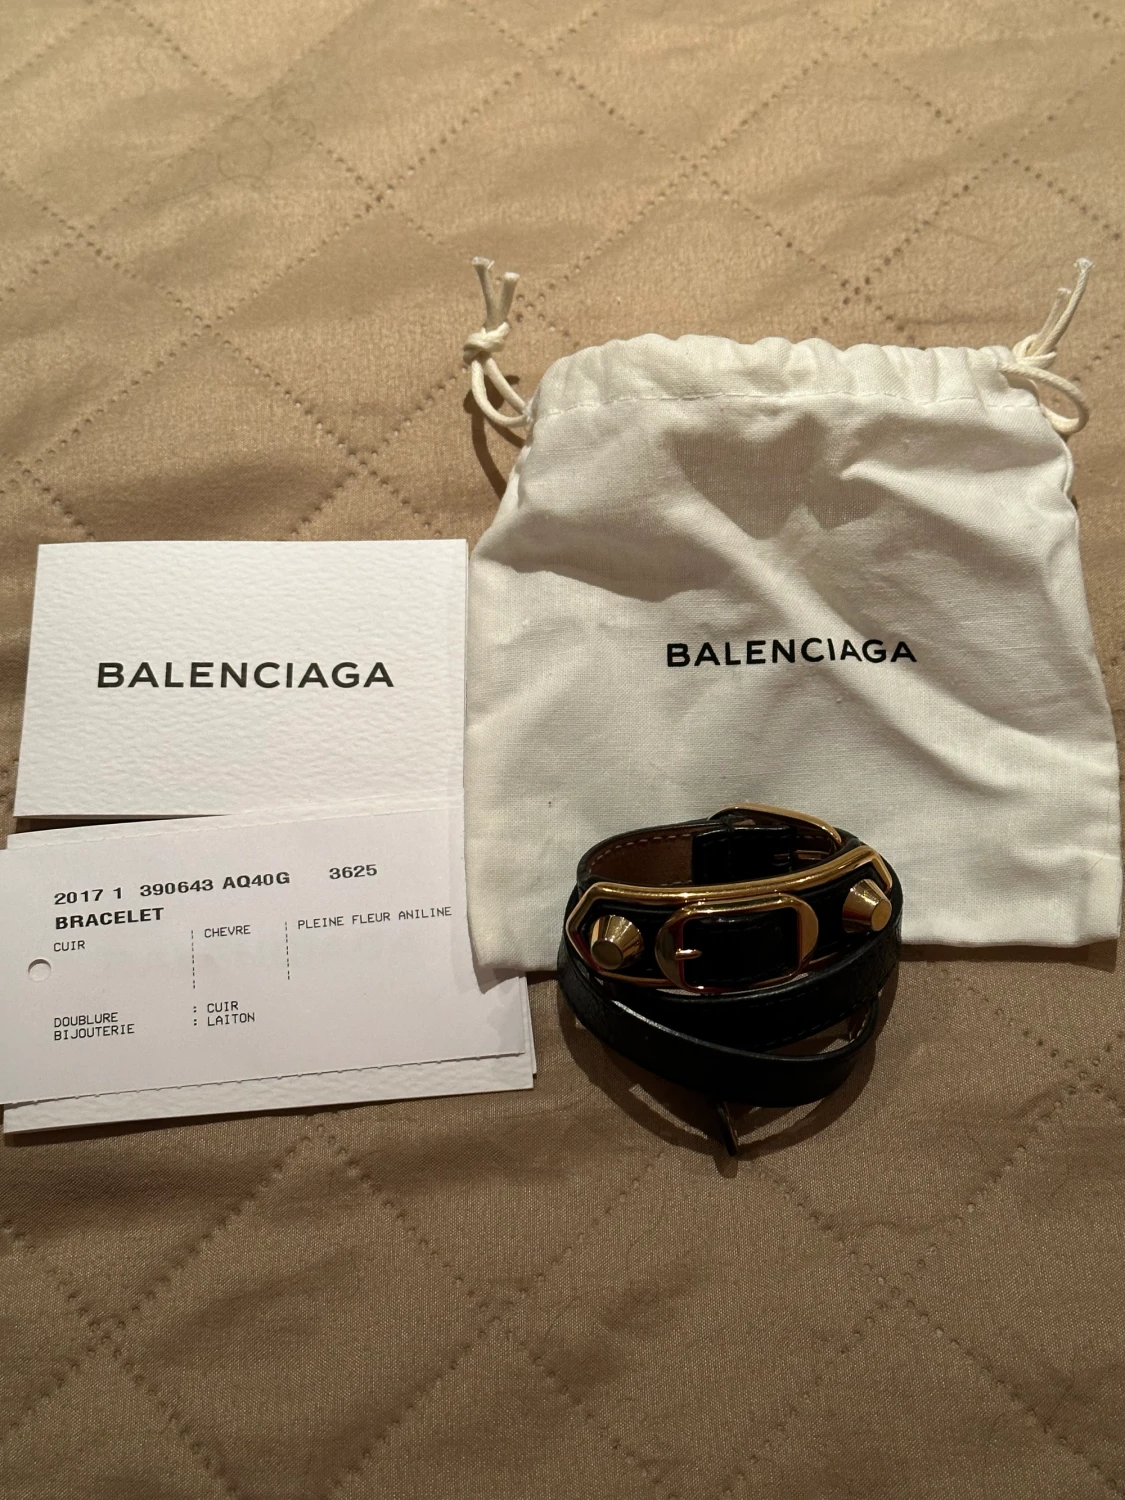 BALENCIAGA
BALENCIAGA
2017 1 390643 AQ40G 3625
BRACELET
CUIR CHEVRE PLEINE FLEUR ANILINE
DOUBLURE : CUIR
BIJOUTERIE : LAITON